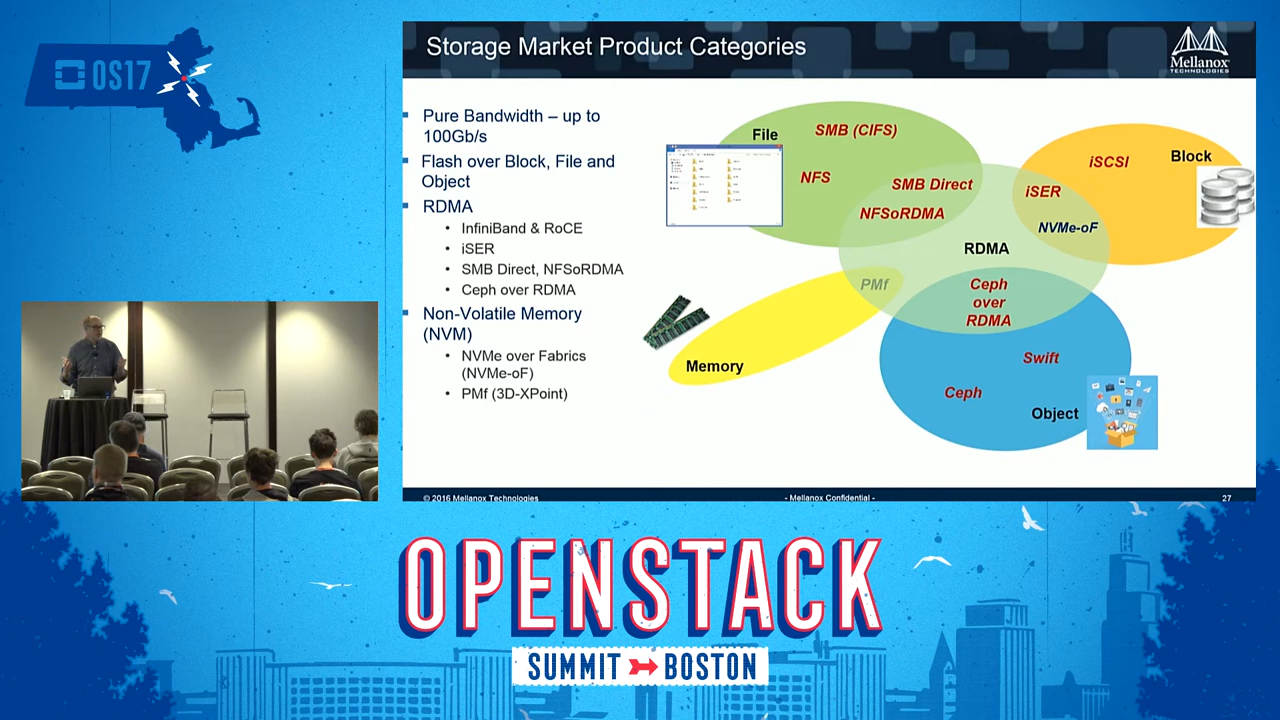 OS17
Storage Market Product Categories
Mellanox
TECHNOLOGIES
Pure Bandwidth – up to
100Gb/s
Flash over Block, File and
Object
RDMA
InfiniBand & RoCE
iSER
SMB Direct, NFSoRDMA
Ceph over RDMA
Non-Volatile Memory
(NVM)
NVMe over Fabrics
(NVMe-oF)
PMf (3D-XPoint)
File
SMB (CIFS)
NFS
SMB Direct
NFSoRDMA
iSCSI
Block
iSER
NVMe-oF
RDMA
PMf
Ceph
over
RDMA
Memory
Swift
Ceph
Object
© 2016 Mellanox Technologies
- Mellanox Confidential -
27
OPENSTACK
SUMMIT BOSTON